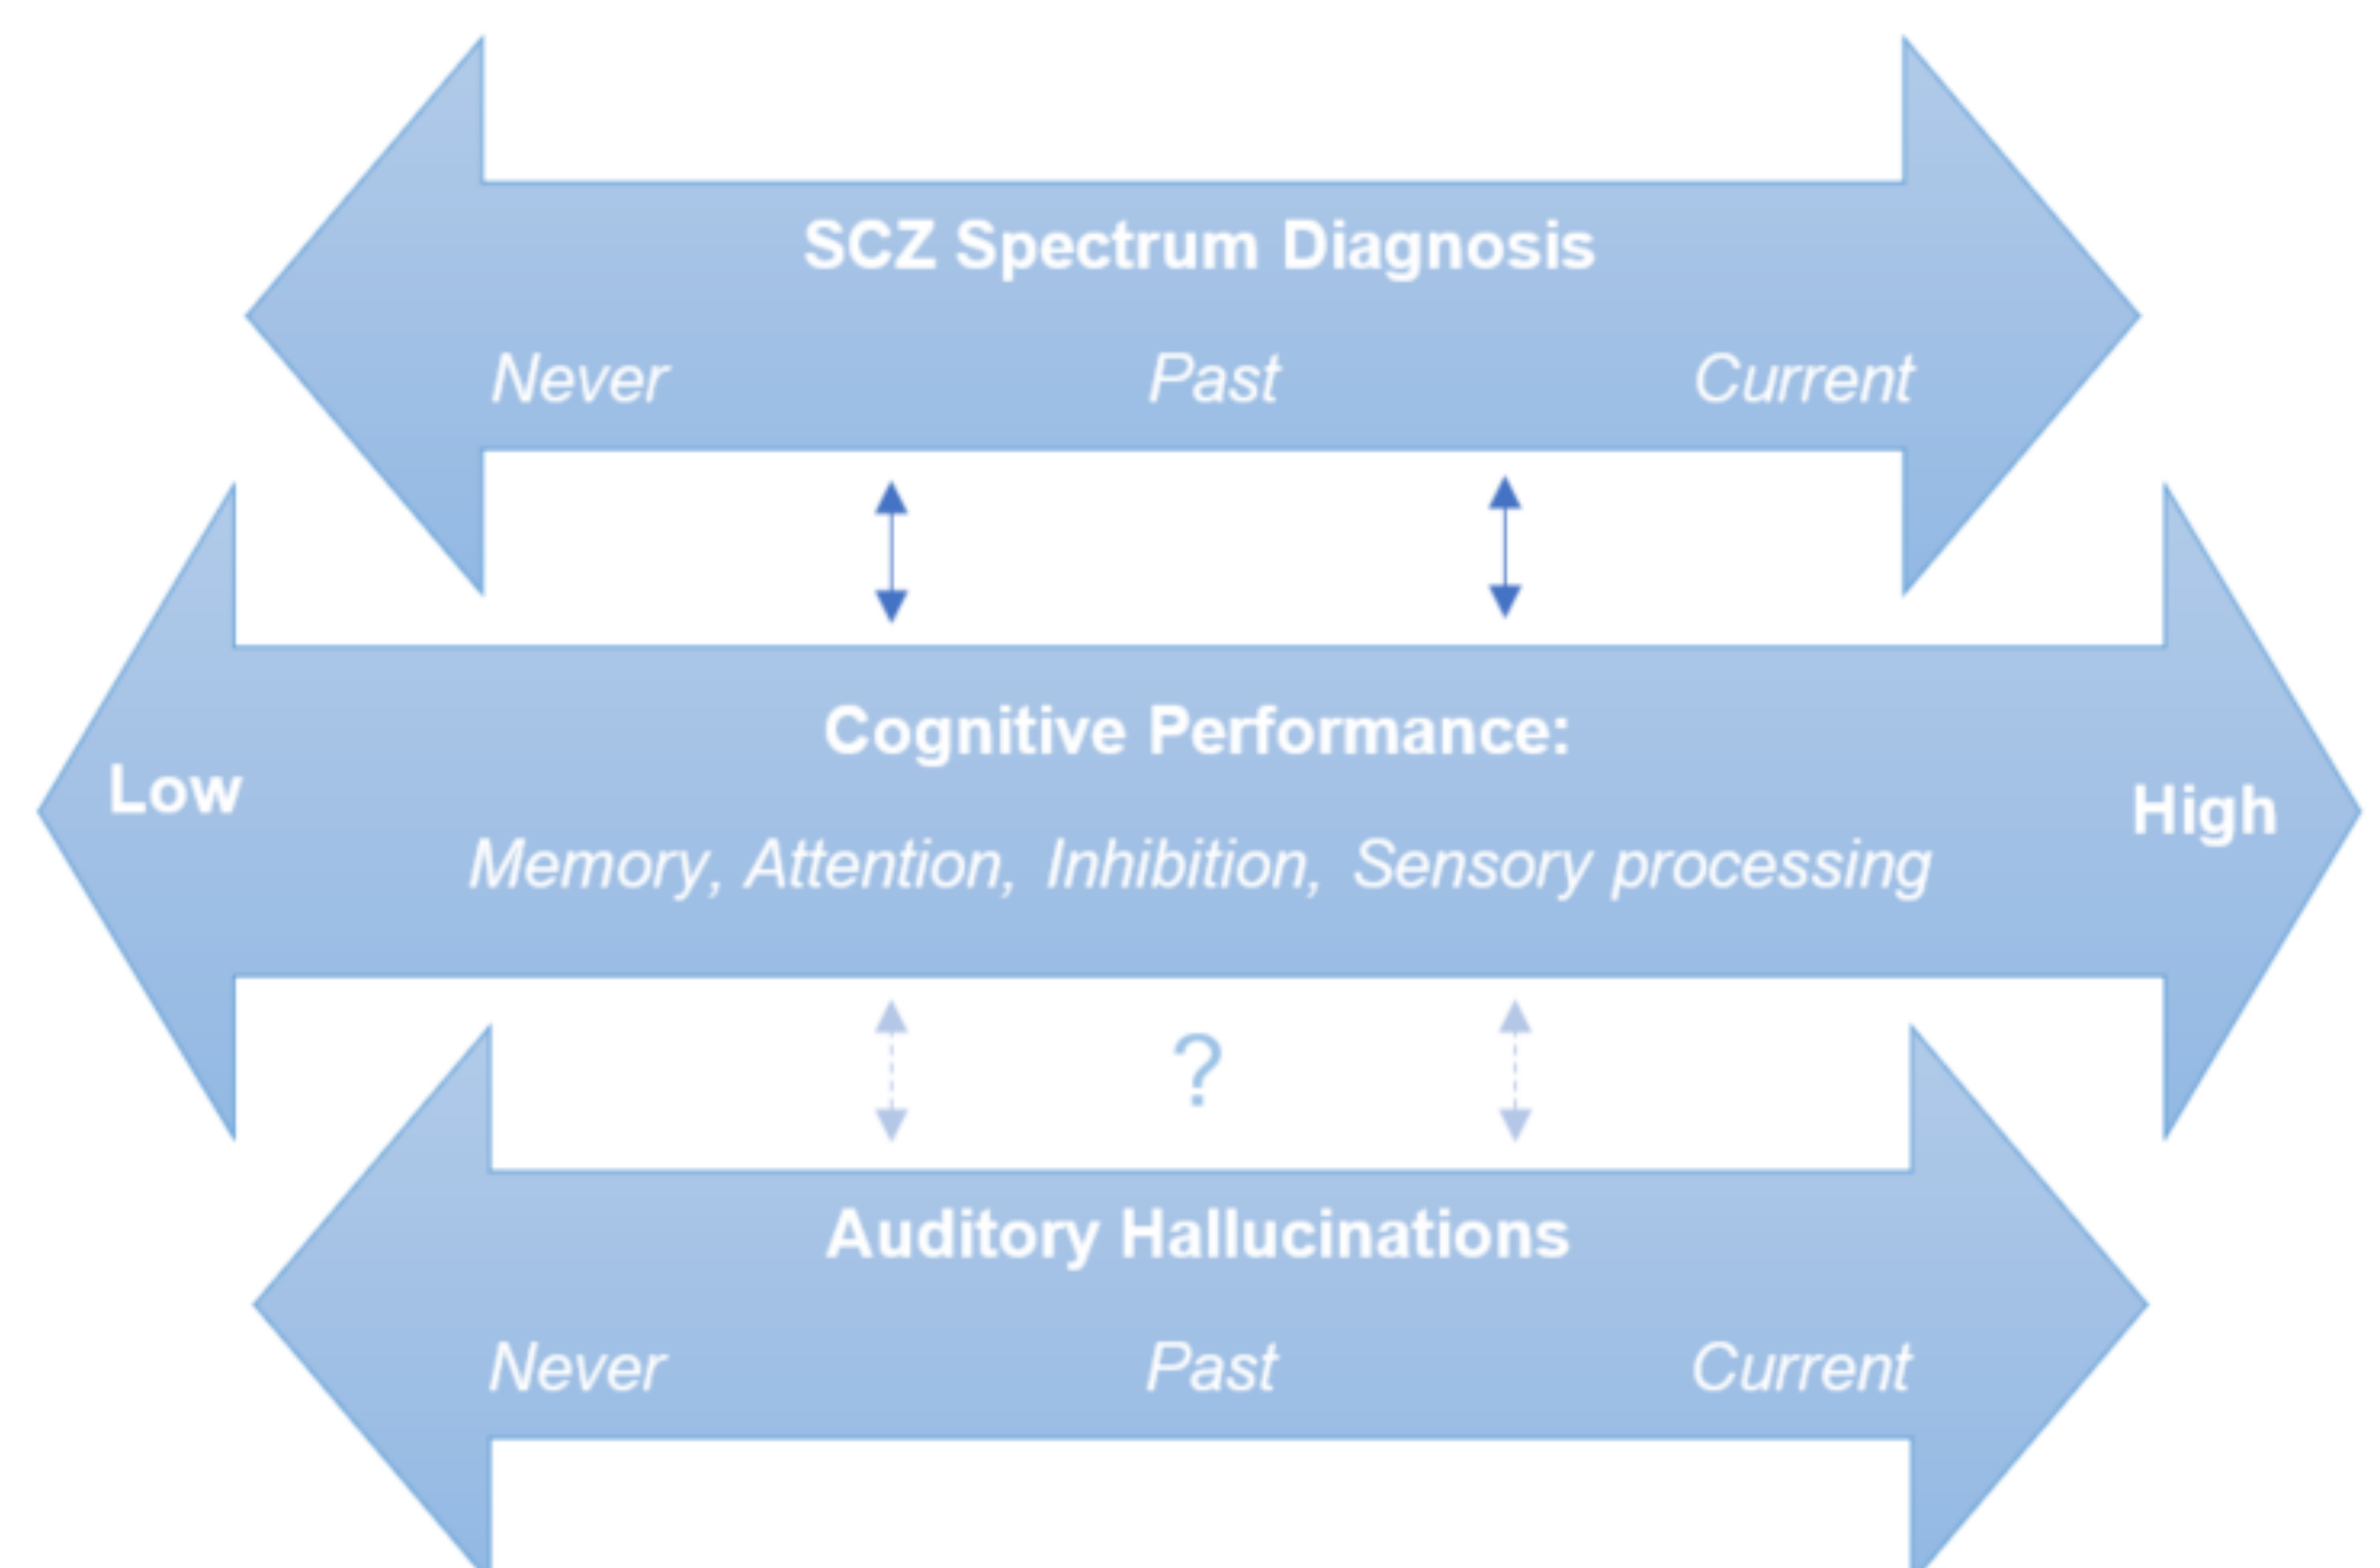 SCZ Spectrum Diagnosis
Never Past Current
Cognitive Performance:
Low High
Memory, Attention, Inhibition, Sensory processing
?
Auditory Hallucinations
Never Past Current